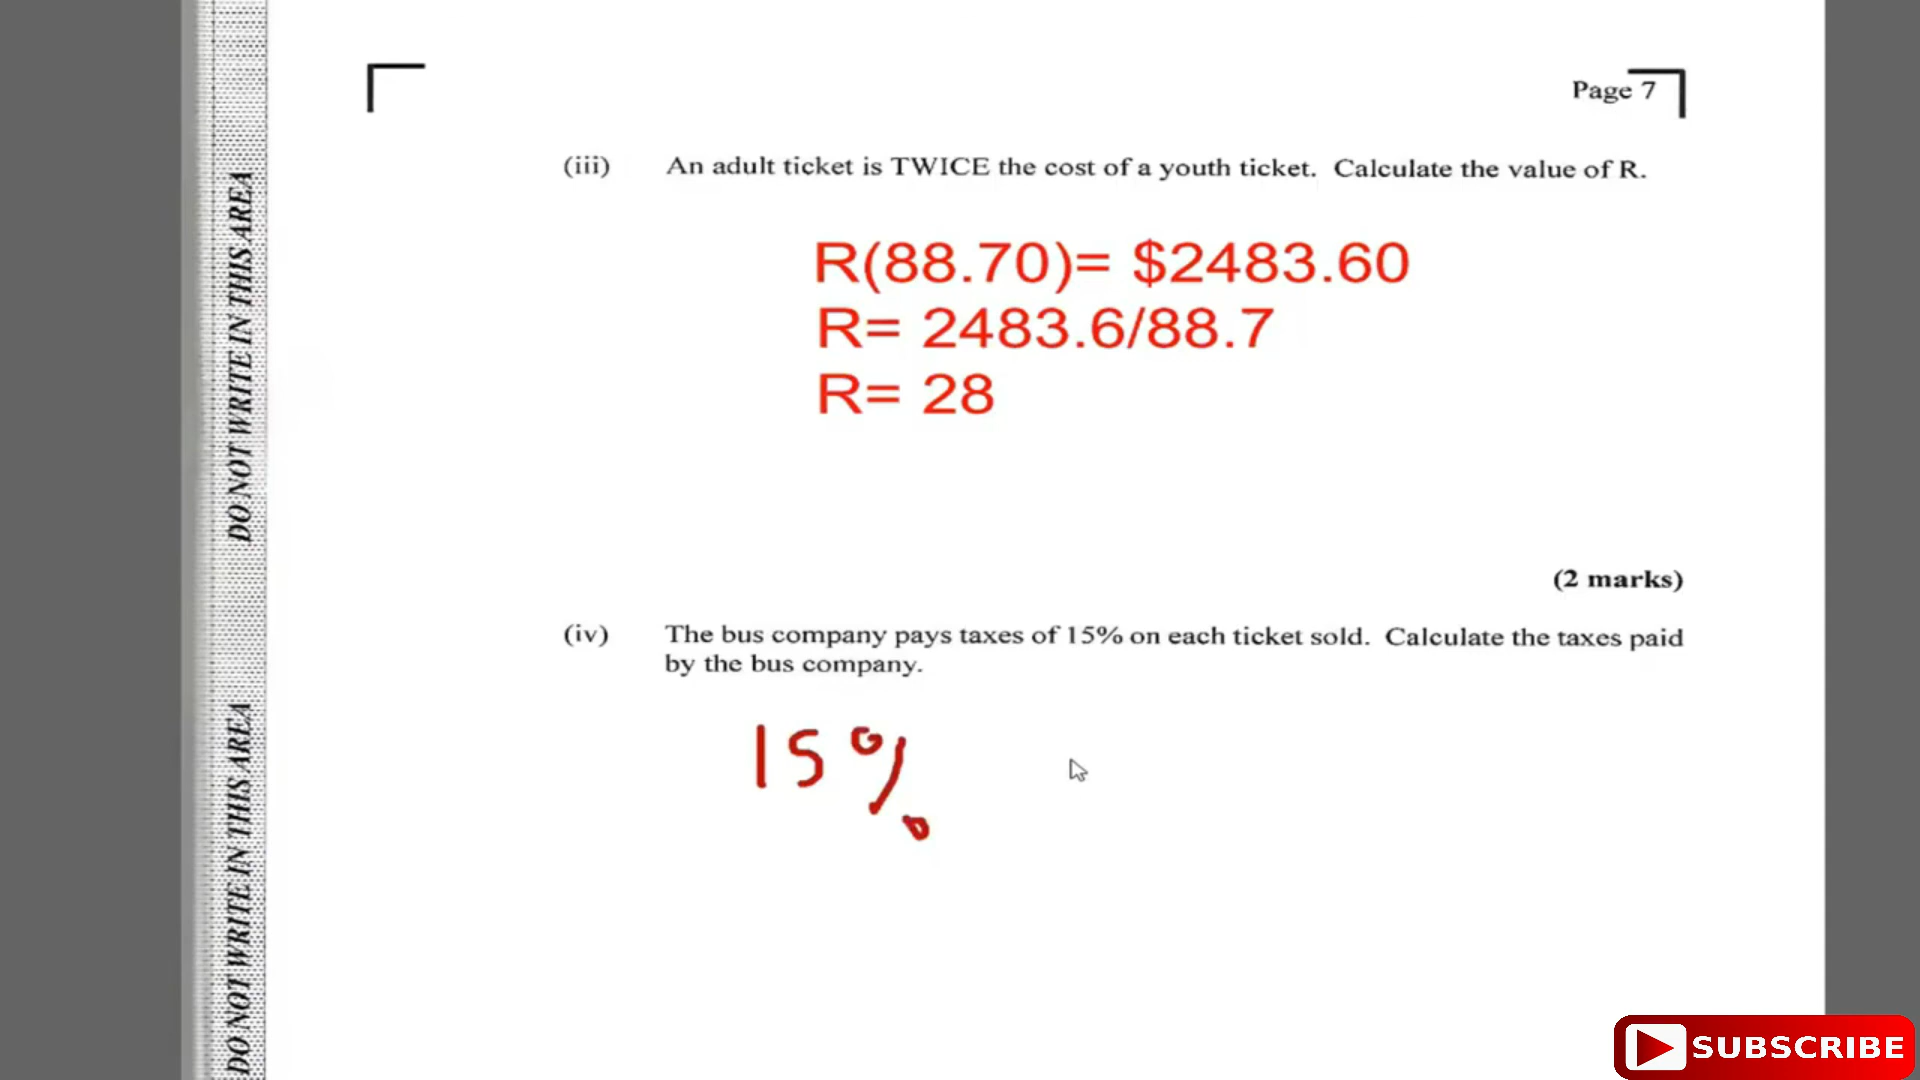 Page 7
(iii) An adult ticket is TWICE the cost of a youth ticket. Calculate the value of R.
R(88.70)= $2483.60
R= 2483.6/88.7
R= 28
(2 marks)
(iv) The bus company pays taxes of 15% on each ticket sold. Calculate the taxes paid
by the bus company.
15%
DO NOT WRITE IN THIS AREA
DO NOT WRITE IN THIS AREA
SUBSCRIBE